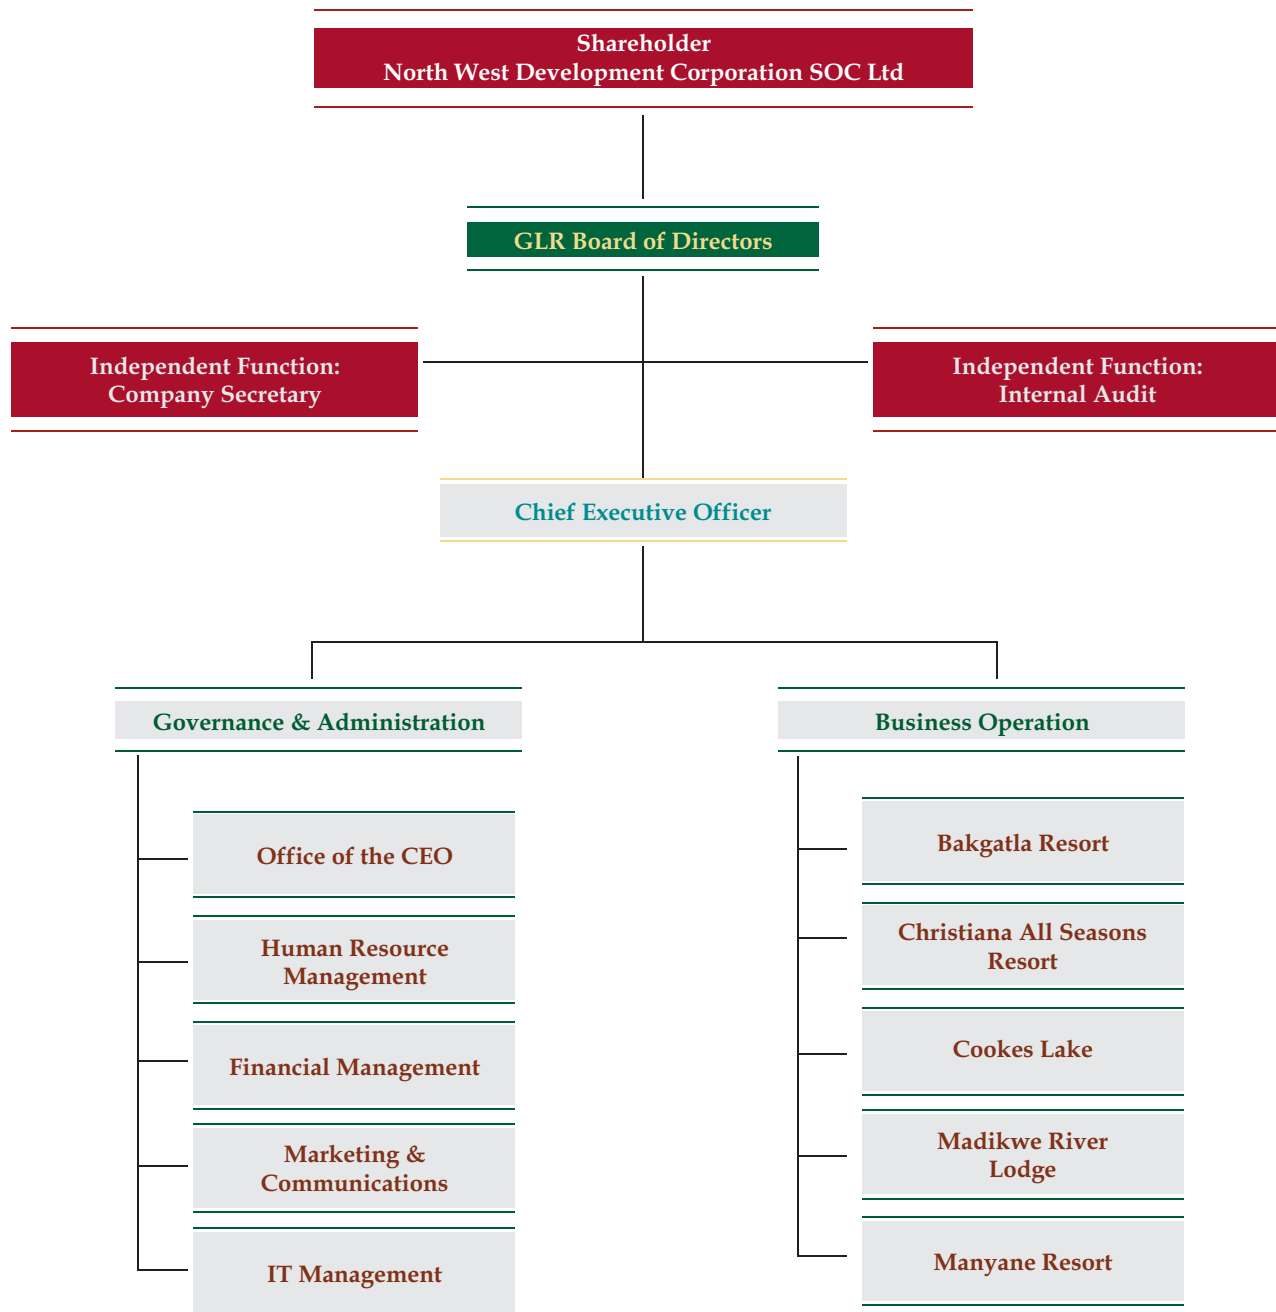 Shareholder
North West Development Corporation SOC Ltd
GLR Board of Directors
Independent Function:
Company Secretary
Independent Function:
Internal Audit
Chief Executive Officer
Governance & Administration
Office of the CEO
Human Resource
Management
Financial Management
Marketing &
Communications
IT Management
Business Operation
Bakgatla Resort
Christiana All Seasons
Resort
Cookes Lake
Madikwe River
Lodge
Manyane Resort